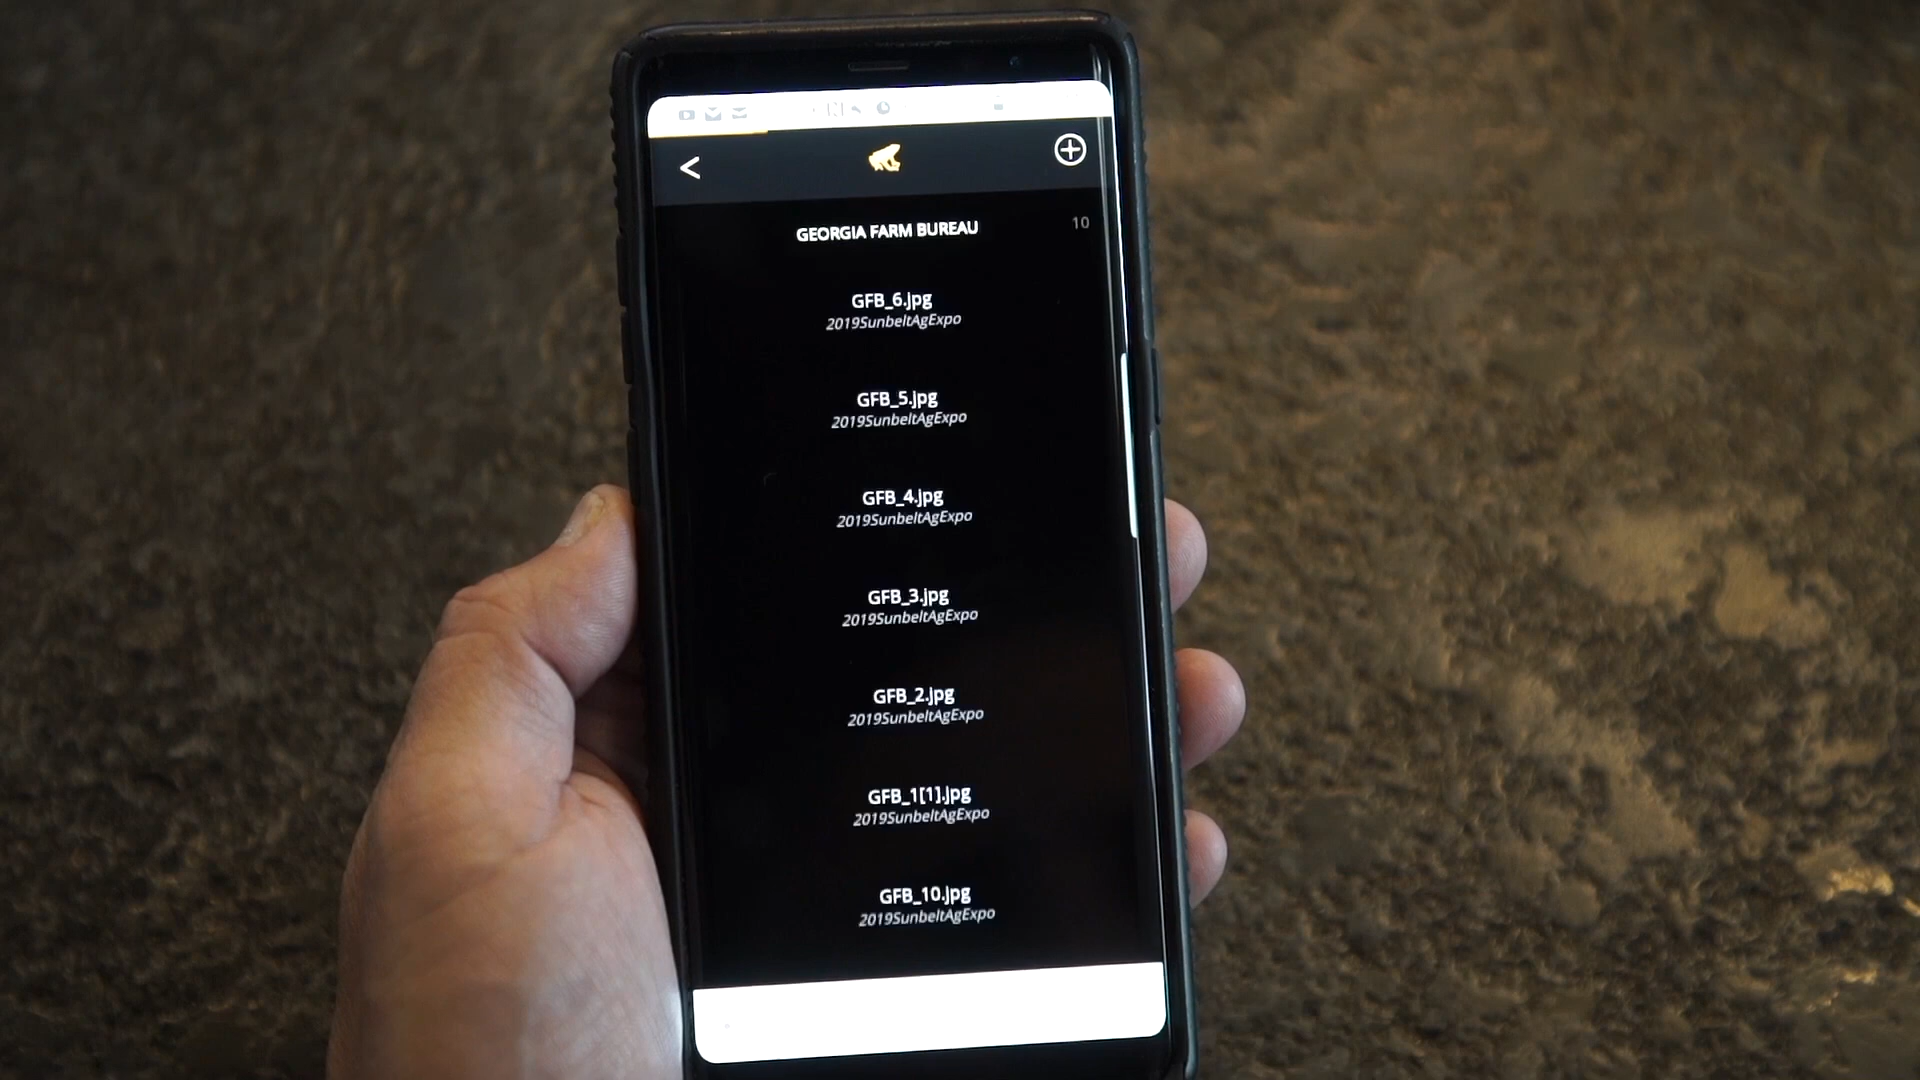 <
GEORGIA FARM BUREAU 10
GFB_6.jpg
2019SunbeltAgExpo
GFB_5.jpg
2019SunbeltAgExpo
GFB_4.jpg
2019SunbeltAgExpo
GFB_3.jpg
2019SunbeltAgExpo
GFB_2.jpg
2019SunbeltAgExpo
GFB_1[1].jpg
2019SunbeltAgExpo
GFB_10.jpg
2019SunbeltAgExpo